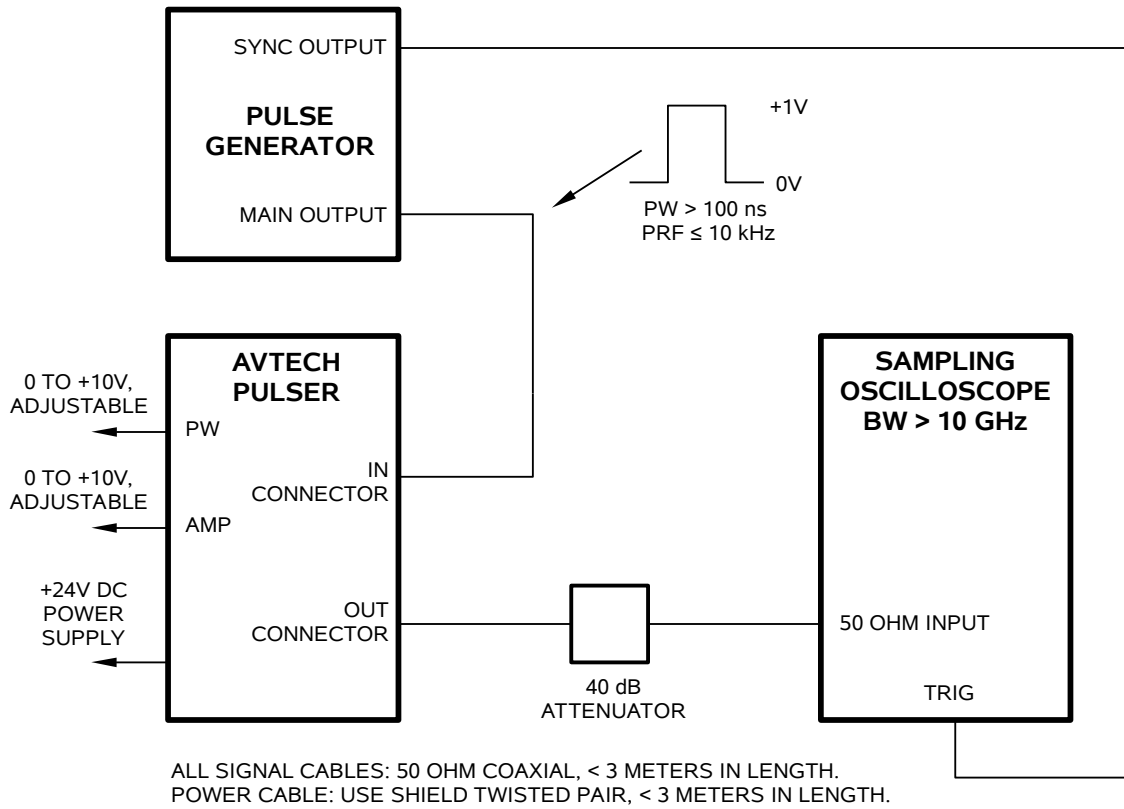 SYNC OUTPUT
PULSE
GENERATOR
MAIN OUTPUT
+1V
0V
PW > 100 ns
PRF ≤ 10 kHz
AVTECH
PULSER
0 TO +10V,
ADJUSTABLE
PW
IN
CONNECTOR
0 TO +10V,
ADJUSTABLE
AMP
+24V DC
POWER
SUPPLY
OUT
CONNECTOR
40 dB
ATTENUATOR
SAMPLING
OSCILLOSCOPE
BW > 10 GHz
50 OHM INPUT
TRIG
ALL SIGNAL CABLES: 50 OHM COAXIAL, < 3 METERS IN LENGTH.
POWER CABLE: USE SHIELD TWISTED PAIR, < 3 METERS IN LENGTH.